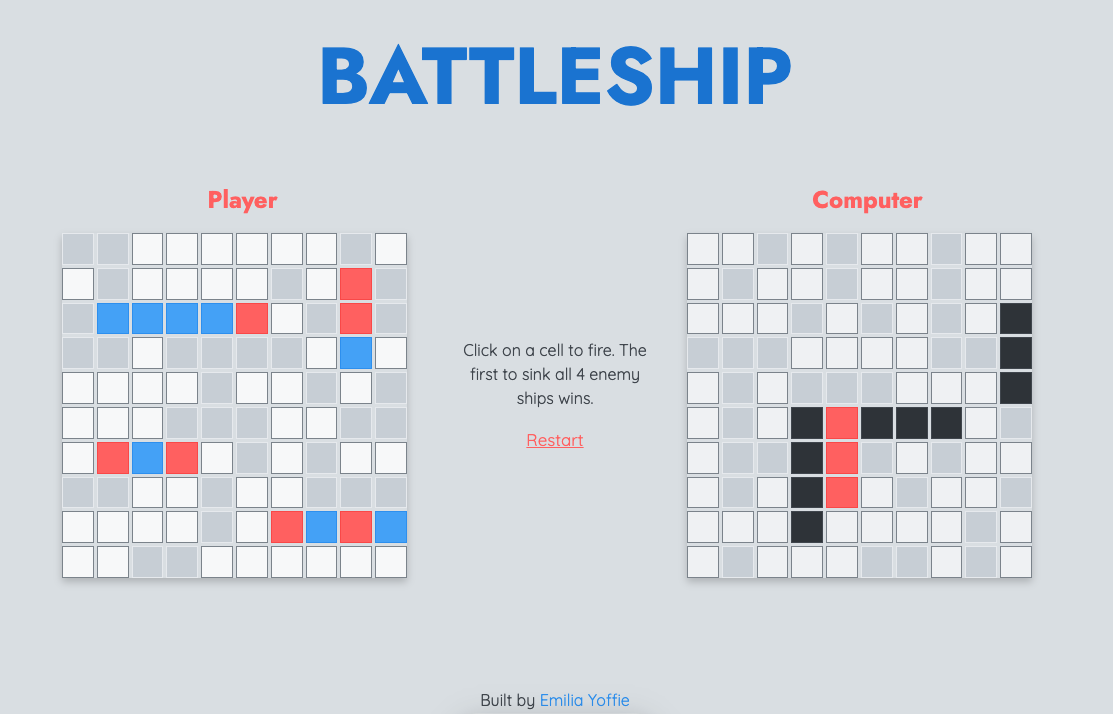 BATTLESHIP
Player
Computer
Click on a cell to fire. The
first to sink all 4 enemy
ships wins.
Restart
Built by Emilia Yoffie